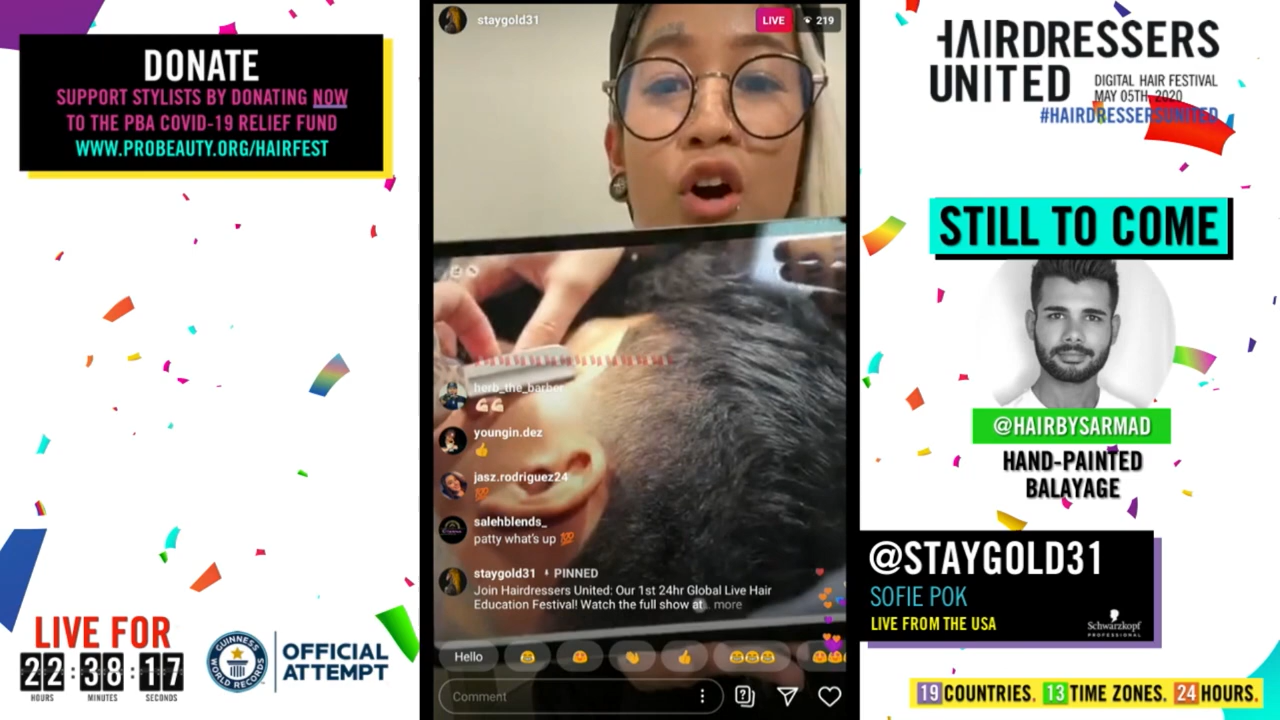 DONATE
SUPPORT STYLISTS BY DONATING NOW
TO THE PBA COVID-19 RELIEF FUND
WWW.PROBEAUTY.ORG/HAIRFEST
LIVE FOR
22:38:17
HOURS MINUTES SECONDS
GUINNESS WORLD RECORDS
OFFICIAL
ATTEMPT
staygold31
LIVE 219
herb_the_barber
💪🏻💪🏻
youngin.dez
👍
jasz.rodriguez24
💯
salehblends_
patty what's up 💯
staygold31 PINNED
Join Hairdressers United: Our 1st 24hr Global Live Hair
Education Festival! Watch the full show at... more
Hello
Comment
HAIRDRESSERS
UNITED
DIGITAL HAIR FESTIVAL
MAY 05TH, 2020
#HAIRDRESSERSUNITED
STILL TO COME
@HAIRBYSARMAD
HAND-PAINTED
BALAYAGE
@STAYGOLD31
SOFIE POK
LIVE FROM THE USA
Schwarzkopf
PROFESSIONAL
19 COUNTRIES. 13 TIME ZONES. 24 HOURS.